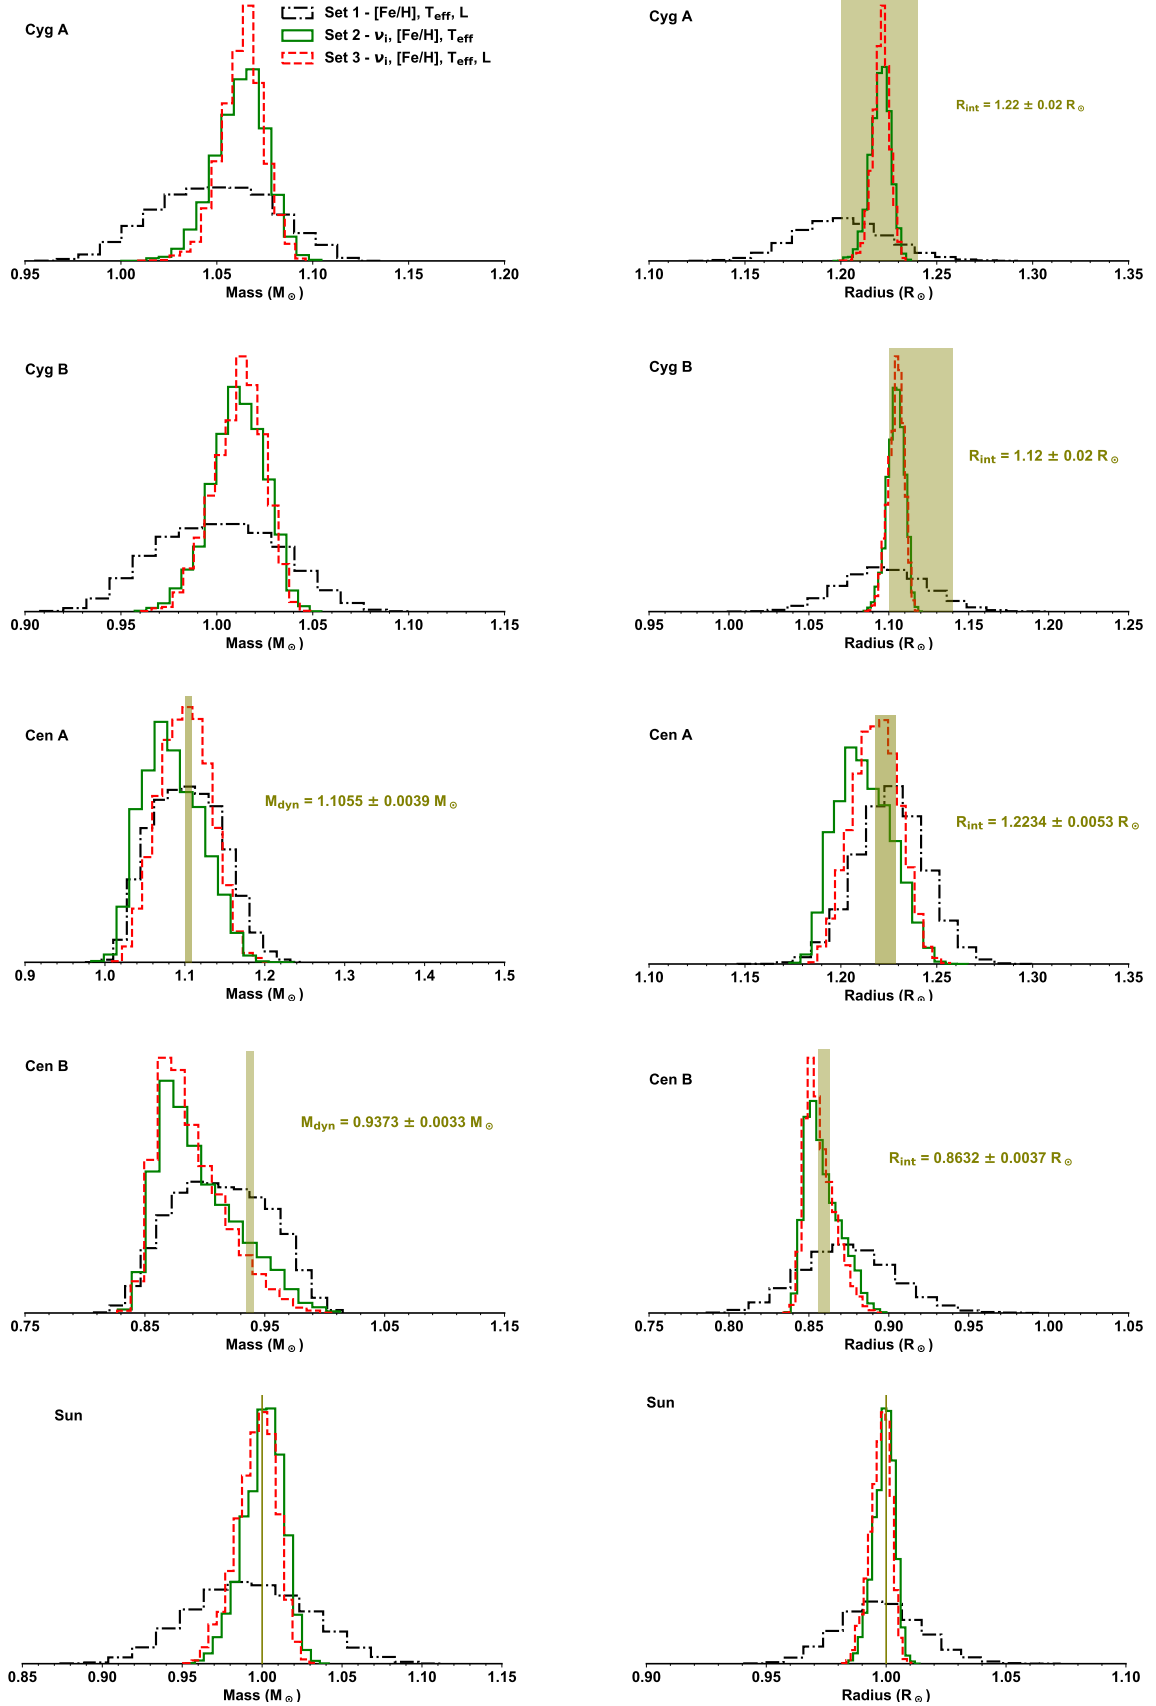 Cyg A
Set 1 - [Fe/H], Teff, L
Set 2 - νi, [Fe/H], Teff
Set 3 - νi, [Fe/H], Teff, L
0.95 1.00 1.05 1.10 1.15 1.20
Mass (M⊙)
Cyg A
Rint = 1.22 ± 0.02 R⊙
1.10 1.15 1.20 1.25 1.30 1.35
Radius (R⊙)
Cyg B
0.90 0.95 1.00 1.05 1.10 1.15
Mass (M⊙)
Cyg B
Rint = 1.12 ± 0.02 R⊙
0.95 1.00 1.05 1.10 1.15 1.20 1.25
Radius (R⊙)
Cen A
Mdyn = 1.1055 ± 0.0039 M⊙
0.9 1.0 1.1 1.2 1.3 1.4 1.5
Mass (M⊙)
Cen A
Rint = 1.2234 ± 0.0053 R⊙
1.10 1.15 1.20 1.25 1.30 1.35
Radius (R⊙)
Cen B
Mdyn = 0.9373 ± 0.0033 M⊙
0.75 0.85 0.95 1.05 1.15
Mass (M⊙)
Cen B
Rint = 0.8632 ± 0.0037 R⊙
0.75 0.80 0.85 0.90 0.95 1.00 1.05
Radius (R⊙)
Sun
0.85 0.90 0.95 1.00 1.05 1.10 1.15
Mass (M⊙)
Sun
0.90 0.95 1.00 1.05 1.10
Radius (R⊙)